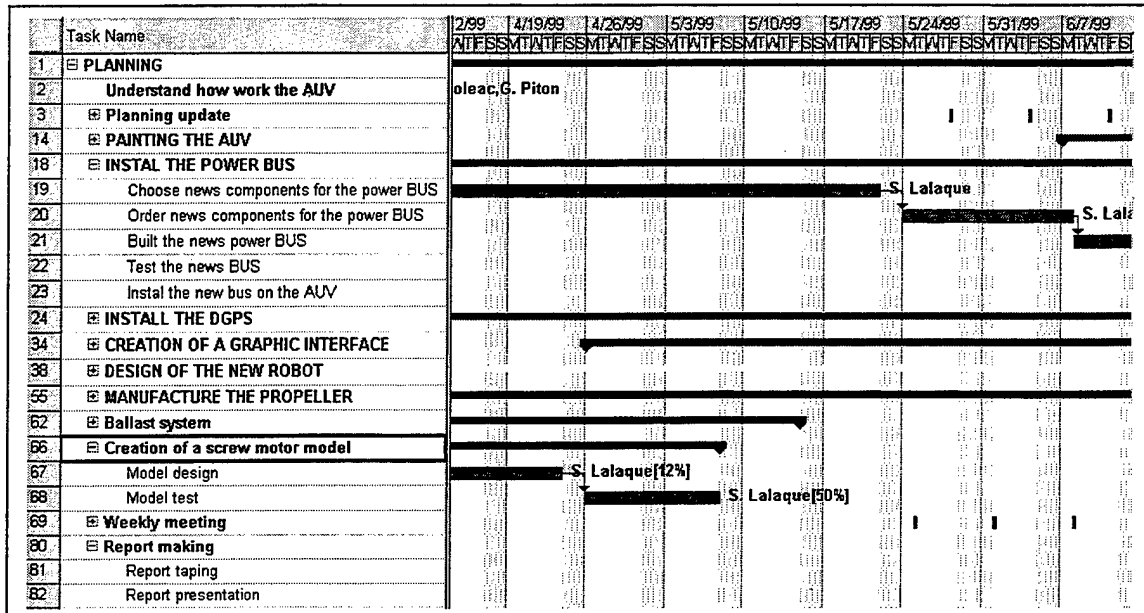 Task Name
2/99 4/19/99 4/26/99 5/3/99 5/10/99 5/17/99 5/24/99 5/31/99 6/7/99
1 PLANNING
2 Understand how work the AUV oleac,G. Piton
3 Planning update
14 PAINTING THE AUV
18 INSTAL THE POWER BUS
19 Choose news components for the power BUS S. Lalaque
20 Order news components for the power BUS S. Lala
21 Built the news power BUS
22 Test the news BUS
23 Instal the new bus on the AUV
24 INSTALL THE DGPS
34 CREATION OF A GRAPHIC INTERFACE
38 DESIGN OF THE NEW ROBOT
55 MANUFACTURE THE PROPELLER
62 Ballast system
66 Creation of a screw motor model
67 Model design S. Lalaque[12%]
68 Model test S. Lalaque[50%]
69 Weekly meeting
80 Report making
81 Report taping
82 Report presentation